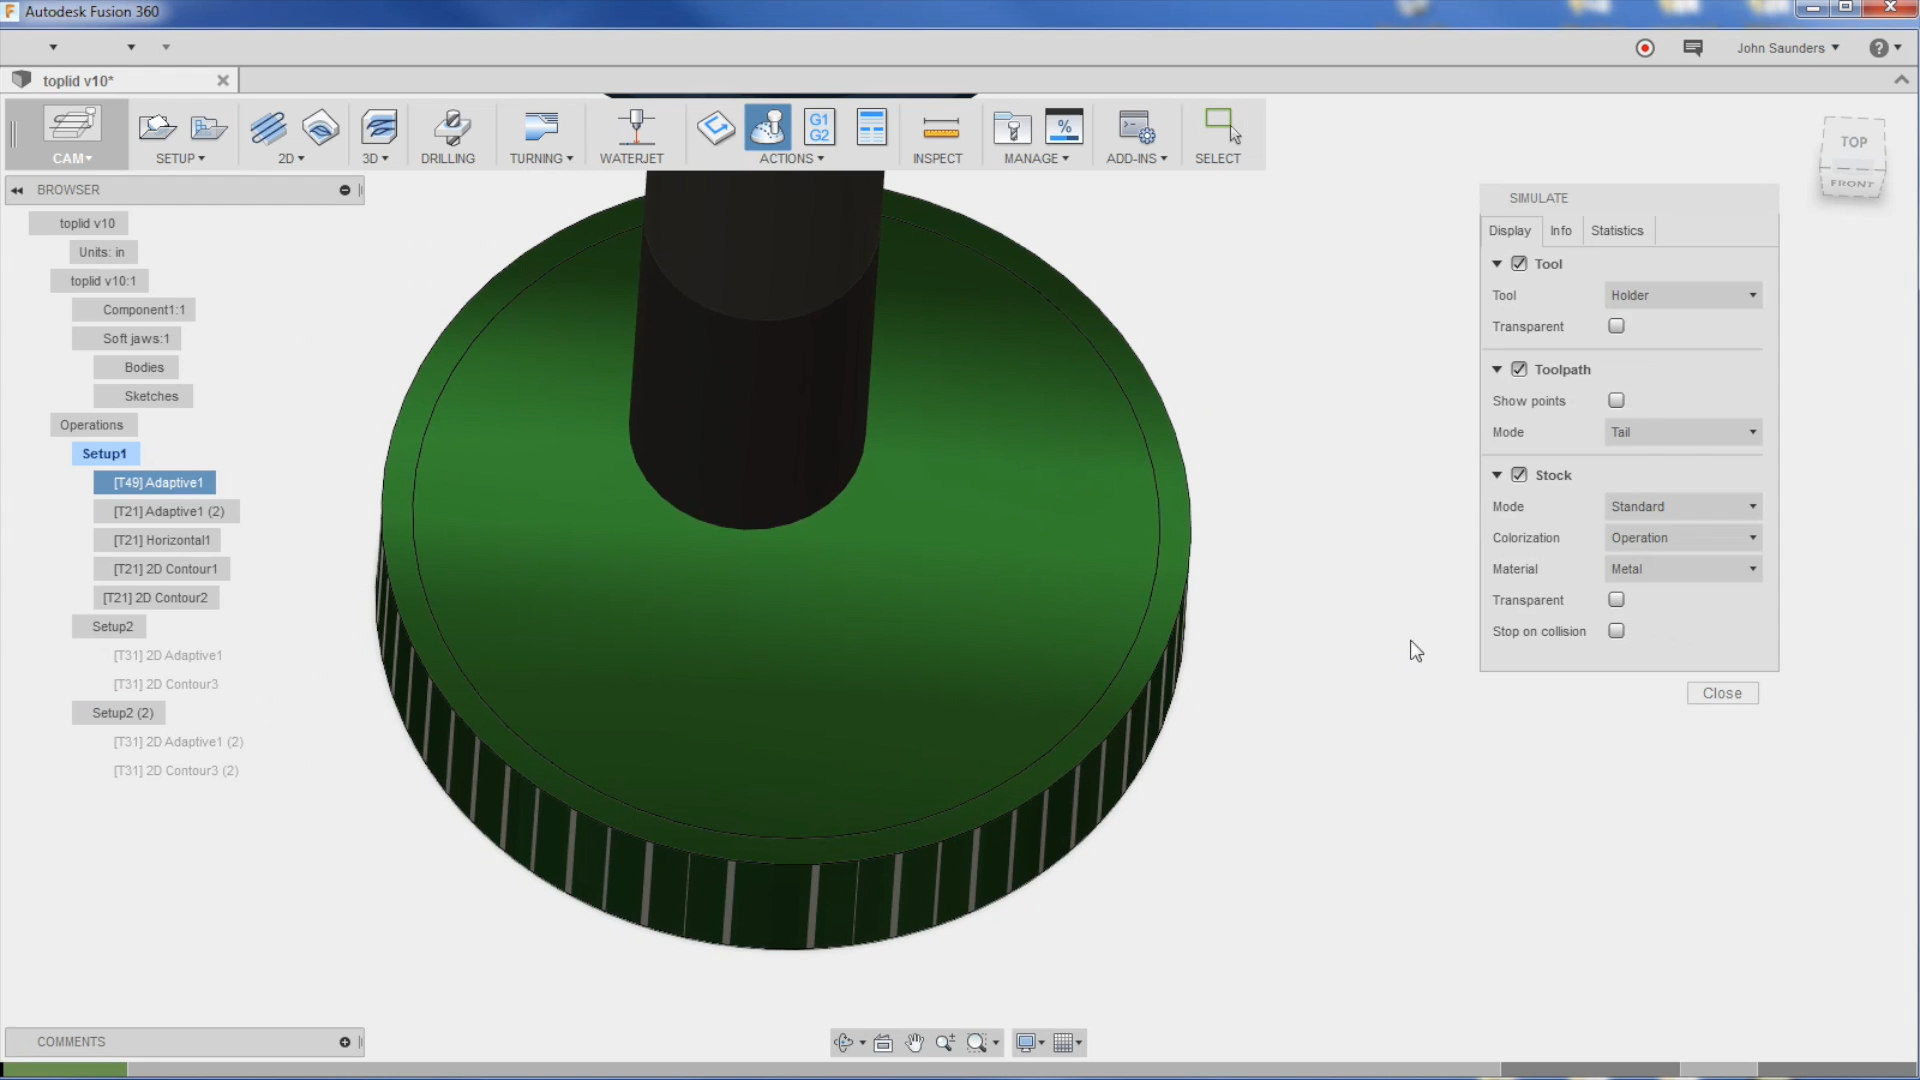 Autodesk Fusion 360
John Saunders
toplid v10*
CAM
SETUP
2D
3D
DRILLING
TURNING
WATERJET
G1
G2
ACTIONS
INSPECT
%
MANAGE
ADD-INS
SELECT
TOP
FRONT
BROWSER
toplid v10
Units: in
toplid v10:1
Component1:1
Soft jaws:1
Bodies
Sketches
Operations
Setup1
[T49] Adaptive1
[T21] Adaptive1 (2)
[T21] Horizontal1
[T21] 2D Contour1
[T21] 2D Contour2
Setup2
[T31] 2D Adaptive1
[T31] 2D Contour3
Setup2 (2)
[T31] 2D Adaptive1 (2)
[T31] 2D Contour3 (2)
SIMULATE
Display Info Statistics
Tool
Tool Holder
Transparent
Toolpath
Show points
Mode Tail
Stock
Mode Standard
Colorization Operation
Material Metal
Transparent
Stop on collision
Close
COMMENTS